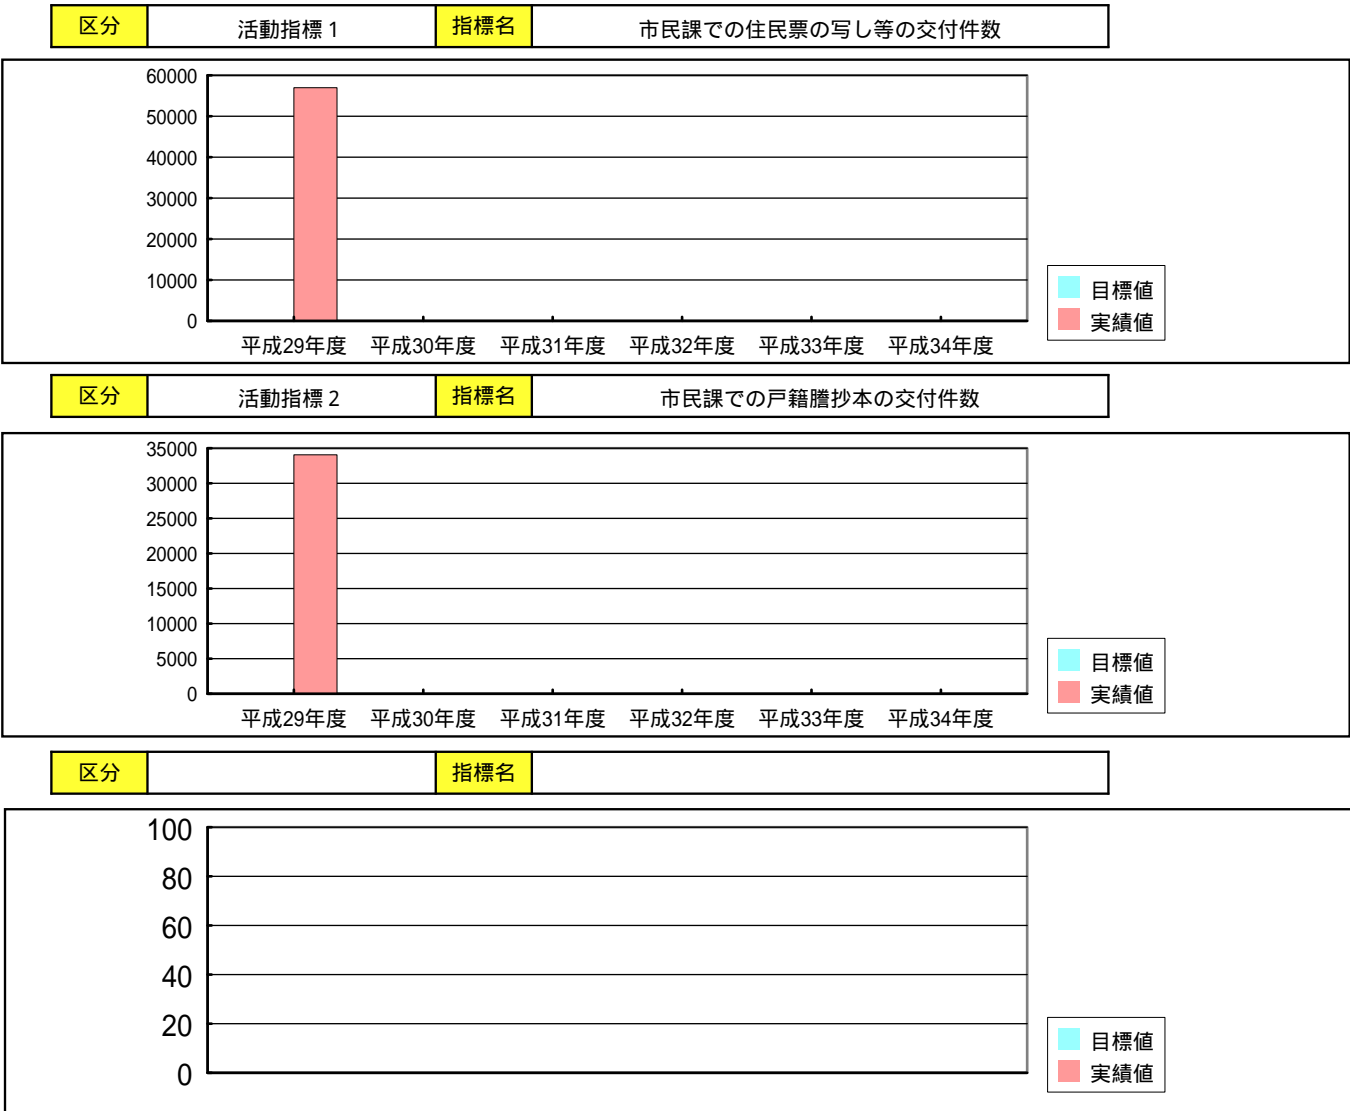 区分 活動指標１ 指標名 市民課での住民票の写し等の交付件数
60000
50000
40000
30000
20000
10000
0
平成29年度 平成30年度 平成31年度 平成32年度 平成33年度 平成34年度
目標値
実績値
区分 活動指標２ 指標名 市民課での戸籍謄抄本の交付件数
35000
30000
25000
20000
15000
10000
5000
0
平成29年度 平成30年度 平成31年度 平成32年度 平成33年度 平成34年度
目標値
実績値
区分 指標名
100
80
60
40
20
0
目標値
実績値